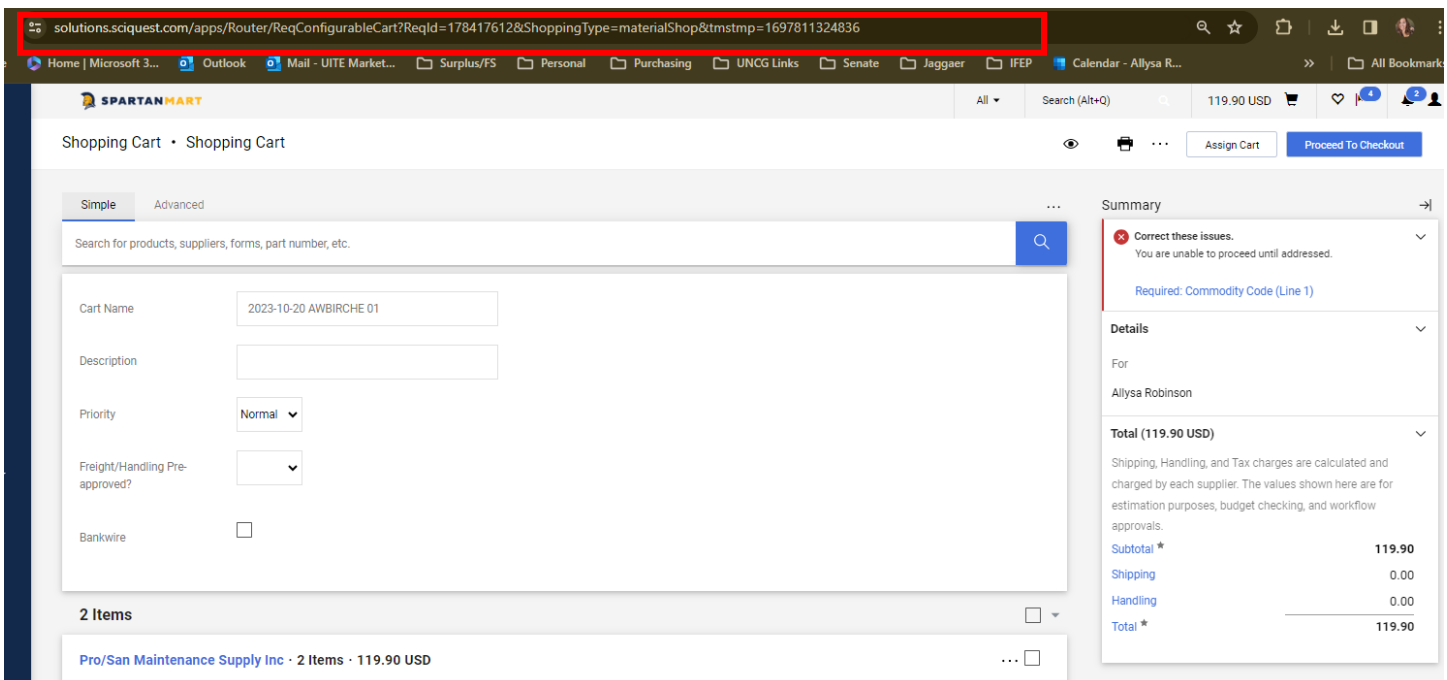 solutions.sciquest.com/apps/Router/ReqConfigurableCart?ReqId=178417612&ShoppingType=materialShop&tmstmp=1697811324836
Home | Microsoft 3... Outlook Mail - UITE Market... Surplus/FS Personal Purchasing UNCG Links Senate Jaggaer IFEP Calendar - Allysa R... » All Bookmarks
SPARTANMART All Search (Alt+Q) 119.90 USD 4 2
Shopping Cart • Shopping Cart ... Assign Cart Proceed To Checkout
Simple Advanced ...
Search for products, suppliers, forms, part number, etc.
Cart Name 2023-10-20 AWBIRCHE 01
Description
Priority Normal
Freight/Handling Pre-
approved?
Bankwire
2 Items
Pro/San Maintenance Supply Inc · 2 Items · 119.90 USD ...
Summary
Correct these issues.
You are unable to proceed until addressed.
Required: Commodity Code (Line 1)
Details
For
Allysa Robinson
Total (119.90 USD)
Shipping, Handling, and Tax charges are calculated and
charged by each supplier. The values shown here are for
estimation purposes, budget checking, and workflow
approvals.
Subtotal * 119.90
Shipping 0.00
Handling 0.00
Total * 119.90